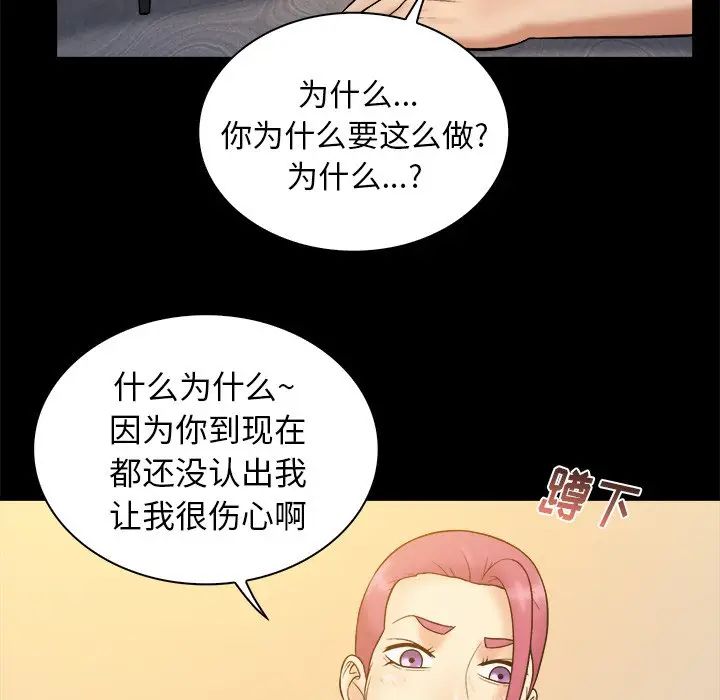 为什么...
你为什么要这么做?
为什么...?
什么为什么~
因为你到现在
都还没认出我
让我很伤心啊
蹲下